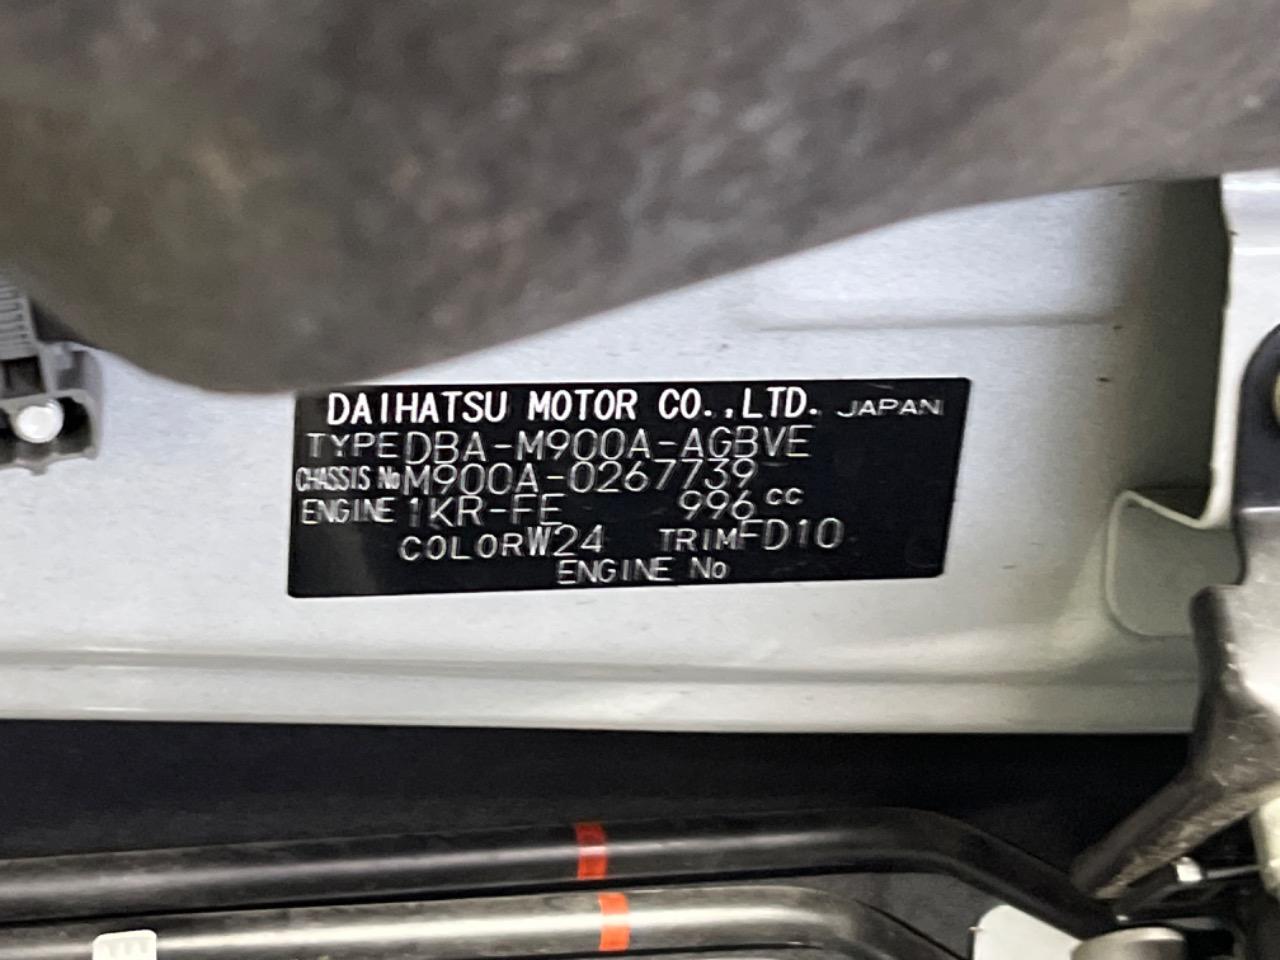 DAIHATSU MOTOR CO.,LTD. JAPAN
TYPE DBA-M900A-AGBVE
CHASSIS No M900A-0267739
ENGINE 1KR-FE 996 cc
COLOR W24 TRIM FD10
ENGINE No